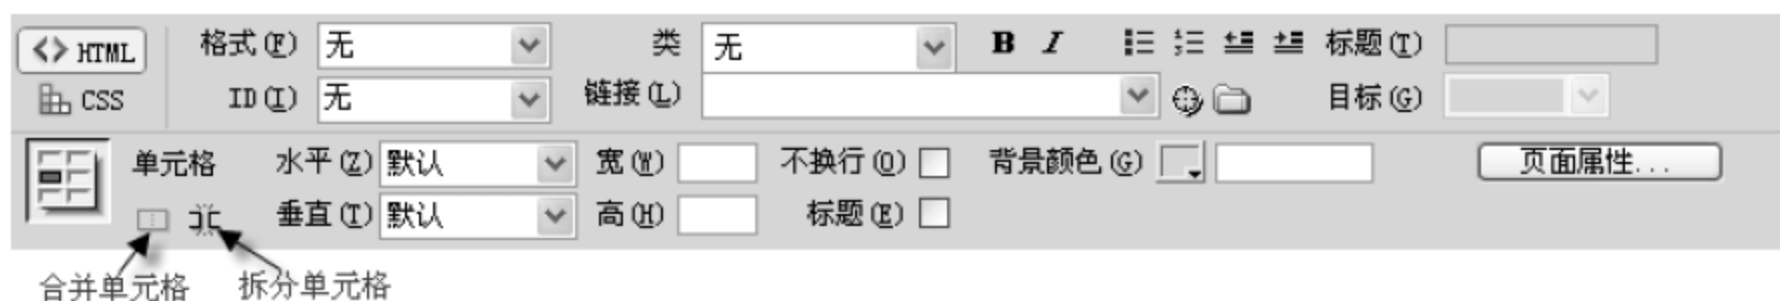 HTML 格式(F) 无 类 无 B I 标题(T)
CSS ID(I) 无 链接(L) 目标(G)
单元格 水平(Z) 默认 宽(W) 不换行(O) 背景颜色(G) 页面属性...
垂直(T) 默认 高(H) 标题(E)
合并单元格 拆分单元格